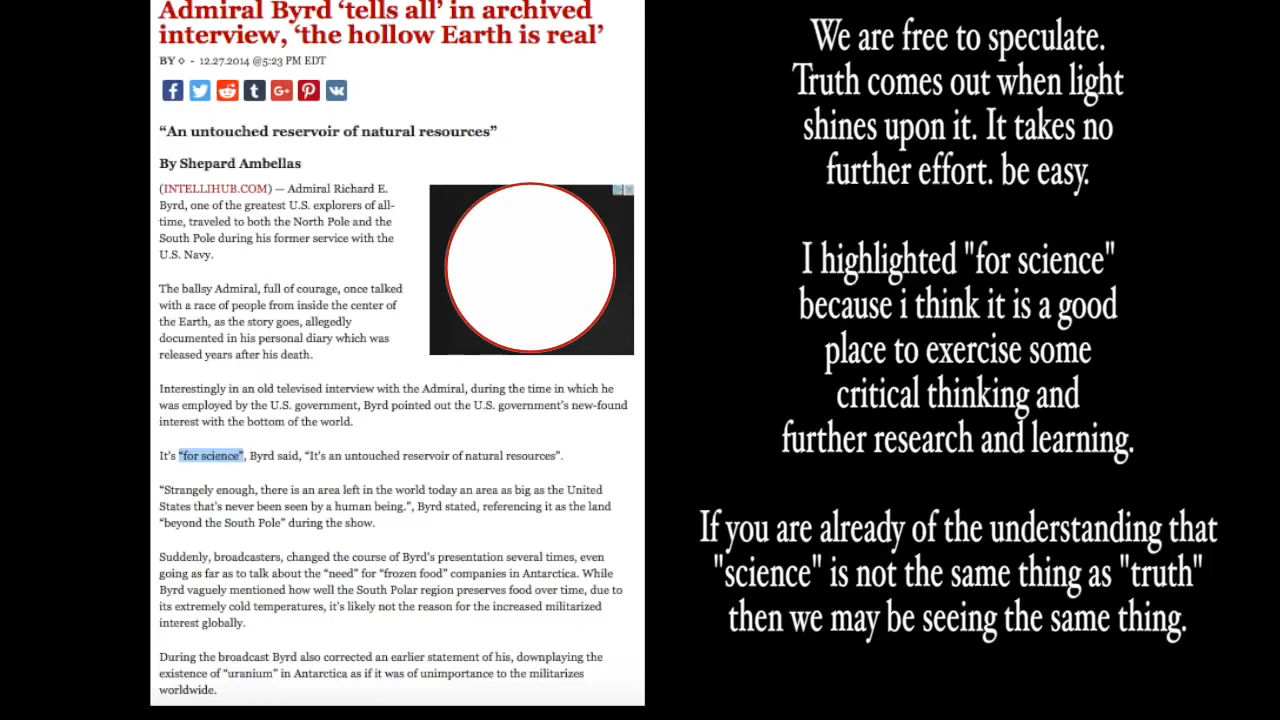 Admiral Byrd ‘tells all’ in archived
interview, ‘the hollow Earth is real’
BY ⋄ - 12.27.2014 @5:23 PM EDT
“An untouched reservoir of natural resources”
By Shepard Ambellas
(INTELLIHUB.COM) — Admiral Richard E.
Byrd, one of the greatest U.S. explorers of all-
time, traveled to both the North Pole and the
South Pole during his former service with the
U.S. Navy.
The ballsy Admiral, full of courage, once talked
with a race of people from inside the center of
the Earth, as the story goes, allegedly
documented in his personal diary which was
released years after his death.
Interestingly in an old televised interview with the Admiral, during the time in which he
was employed by the U.S. government, Byrd pointed out the U.S. government’s new-found
interest with the bottom of the world.
It’s “for science”, Byrd said, “It’s an untouched reservoir of natural resources”.
“Strangely enough, there is an area left in the world today an area as big as the United
States that’s never been seen by a human being.”, Byrd stated, referencing it as the land
“beyond the South Pole” during the show.
Suddenly, broadcasters, changed the course of Byrd’s presentation several times, even
going as far as to talk about the “need” for “frozen food” companies in Antarctica. While
Byrd vaguely mentioned how well the South Polar region preserves food over time, due to
its extremely cold temperatures, it’s likely not the reason for the increased militarized
interest globally.
During the broadcast Byrd also corrected an earlier statement of his, downplaying the
existence of “uranium” in Antarctica as if it was of unimportance to the militarizes
worldwide.
We are free to speculate.
Truth comes out when light
shines upon it. It takes no
further effort. be easy.
I highlighted "for science"
because i think it is a good
place to exercise some
critical thinking and
further research and learning.
If you are already of the understanding that
"science" is not the same thing as "truth"
then we may be seeing the same thing.